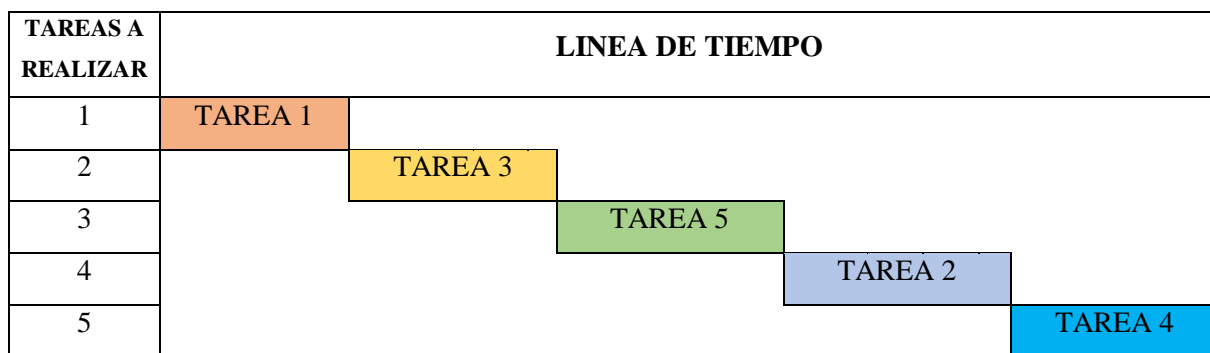 TAREAS A
REALIZAR
LINEA DE TIEMPO
1 TAREA 1
2 TAREA 3
3 TAREA 5
4 TAREA 2
5 TAREA 4